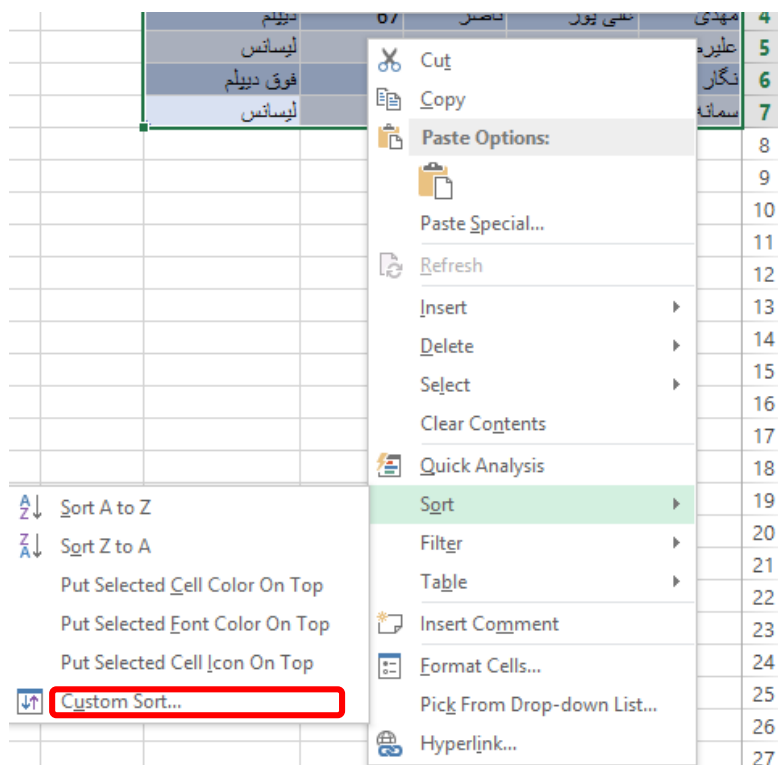 4 مهدی علی پور ناصر 67 دیپلم
5 علیرض لیسانس
6 نگار فوق دیپلم
7 سمانه لیسانس
8
9
10
11
12
13
14
15
16
17
18
19
20
21
22
23
24
25
26
27
Cut
Copy
Paste Options:
Paste Special...
Refresh
Insert
Delete
Select
Clear Contents
Quick Analysis
Sort
Filter
Table
Insert Comment
Format Cells...
Pick From Drop-down List...
Hyperlink...
Sort A to Z
Sort Z to A
Put Selected Cell Color On Top
Put Selected Font Color On Top
Put Selected Cell Icon On Top
Custom Sort...